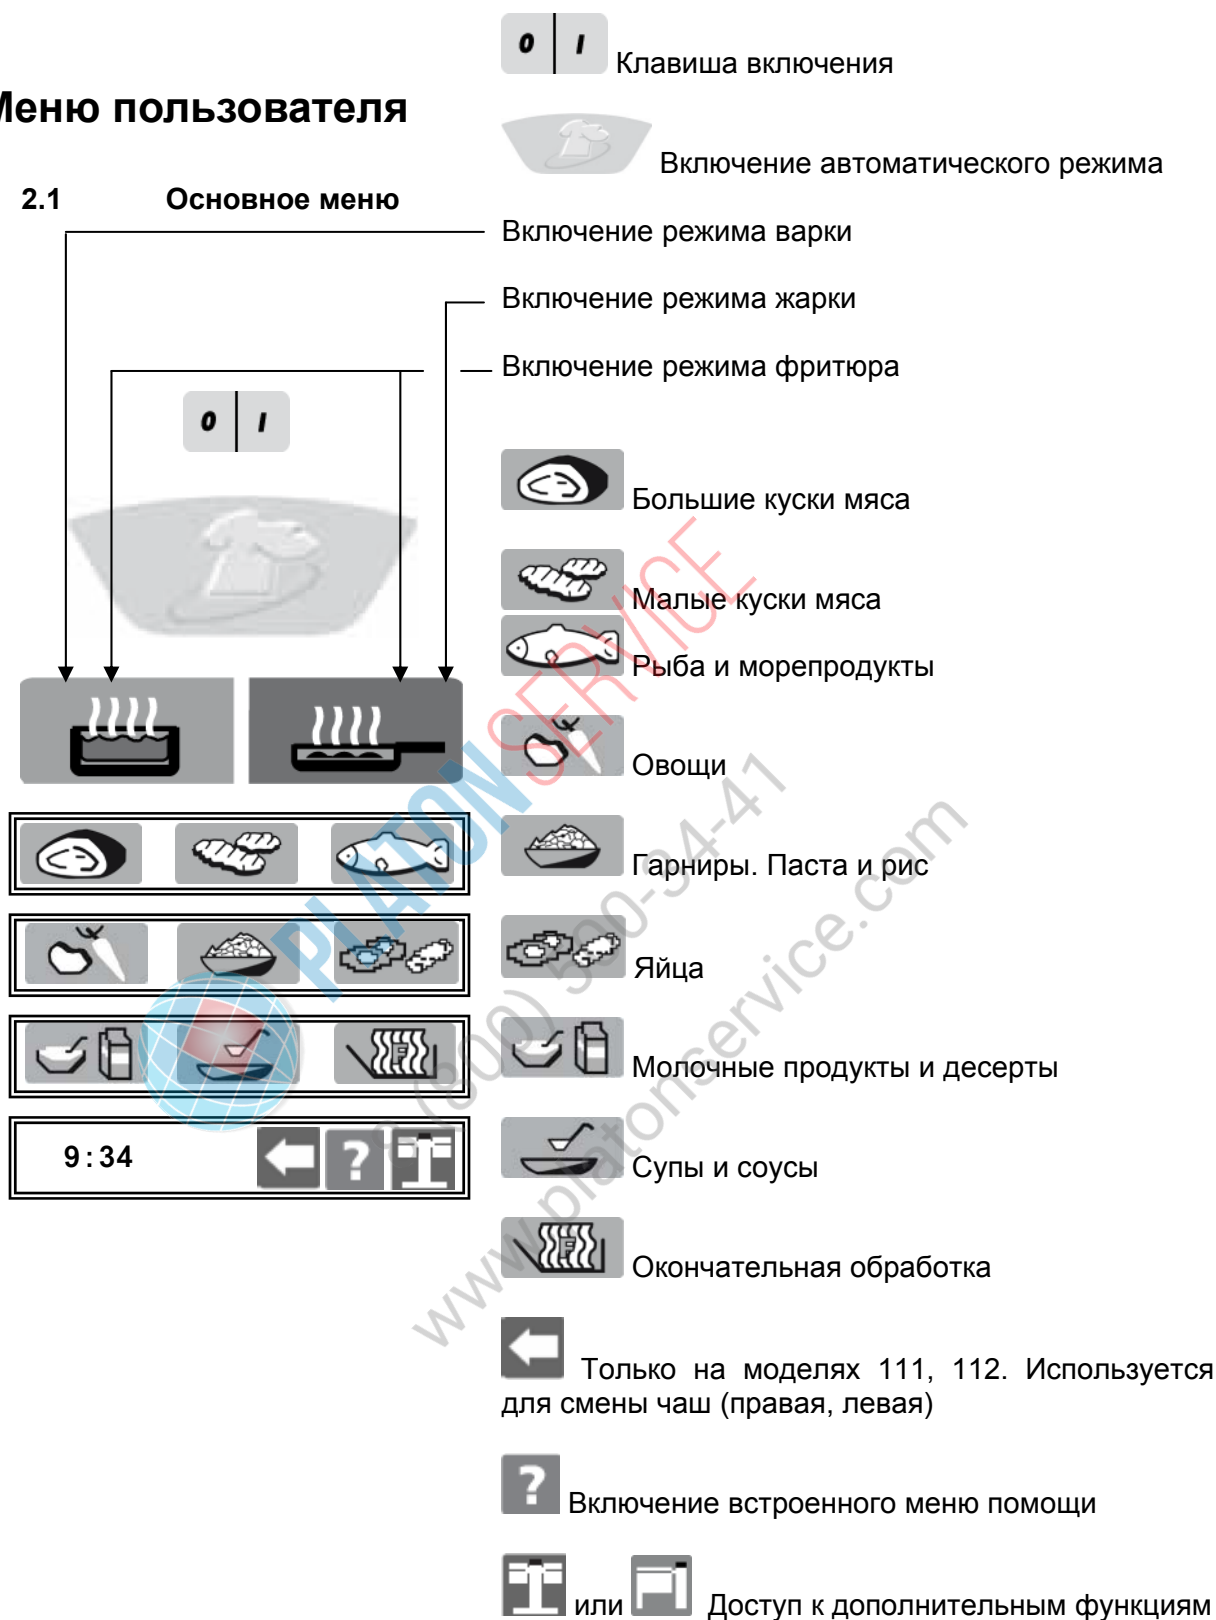 0 | I Клавиша включения
Меню пользователя
Включение автоматического режима
2.1 Основное меню
Включение режима варки
Включение режима жарки
Включение режима фритюра
0 | I
Большие куски мяса
Малые куски мяса
Рыба и морепродукты
Овощи
Гарниры. Паста и рис
Яйца
Молочные продукты и десерты
9:34
?
Супы и соусы
F
Окончательная обработка
Только на моделях 111, 112. Используется
для смены чаш (правая, левая)
? Включение встроенного меню помощи
или Доступ к дополнительным функциям
PLATONSERVICE
8 (800) 500-34-41
www.platonservice.com